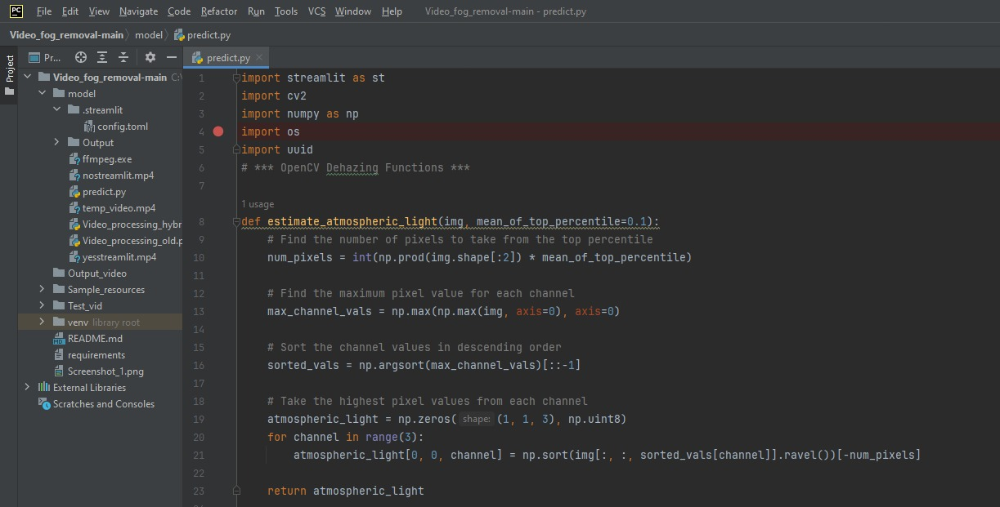 PC File Edit View Navigate Code Refactor Run Tools VCS Window Help Video_fog_removal-main - predict.py
Video_fog_removal-main model predict.py
Project
Pr...
Video_fog_removal-main C:\
model
.streamlit
config.toml
Output
ffmpeg.exe
nostreamlit.mp4
predict.py
temp_video.mp4
Video_processing_hybr
Video_processing_old.p
yesstreamlit.mp4
Output_video
Sample_resources
Test_vid
venv library root
README.md
requirements
Screenshot_1.png
External Libraries
Scratches and Consoles
predict.py
1 import streamlit as st
2 import cv2
3 import numpy as np
4 import os
5 import uuid
6 # *** OpenCV Dehazing Functions ***
7
1 usage
8 def estimate_atmospheric_light(img, mean_of_top_percentile=0.1):
9 # Find the number of pixels to take from the top percentile
10 num_pixels = int(np.prod(img.shape[:2]) * mean_of_top_percentile)
11
12 # Find the maximum pixel value for each channel
13 max_channel_vals = np.max(np.max(img, axis=0), axis=0)
14
15 # Sort the channel values in descending order
16 sorted_vals = np.argsort(max_channel_vals)[::-1]
17
18 # Take the highest pixel values from each channel
19 atmospheric_light = np.zeros( shape: (1, 1, 3), np.uint8)
20 for channel in range(3):
21 atmospheric_light[0, 0, channel] = np.sort(img[:, :, sorted_vals[channel]].ravel())[-num_pixels]
22
23 return atmospheric_light